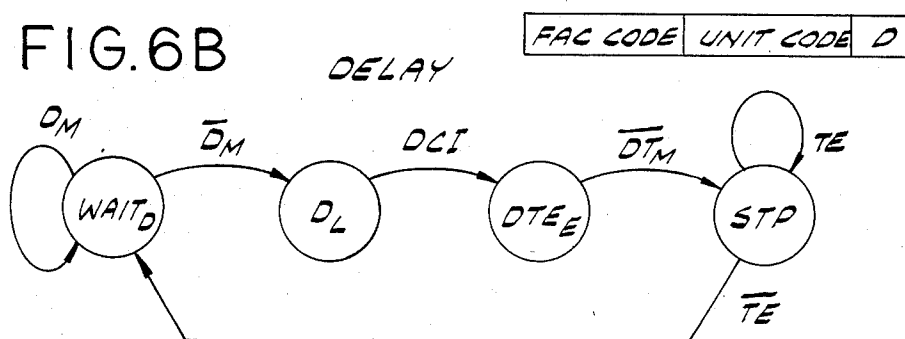 FIG.6B
FAC CODE UNIT CODE D
DELAY
D_M
D̅_M
DCI
D̅T̅_M
TE
WAIT_D
D_L
DTE_E
STP
T̅E̅